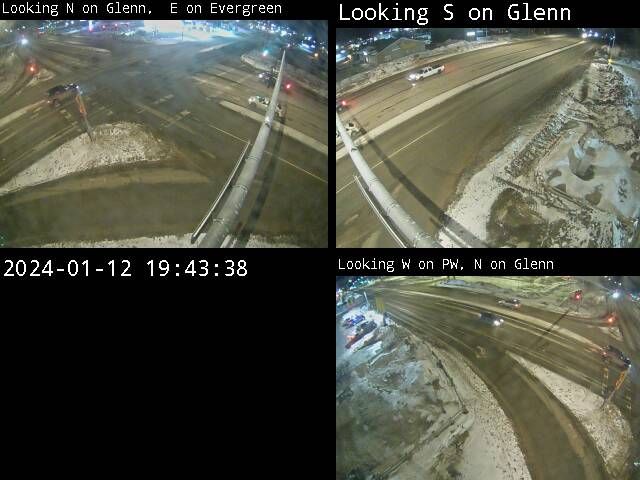 Looking N on Glenn,  E on Evergreen
Looking S on Glenn
2024-01-12 19:43:38
Looking W on PW, N on Glenn